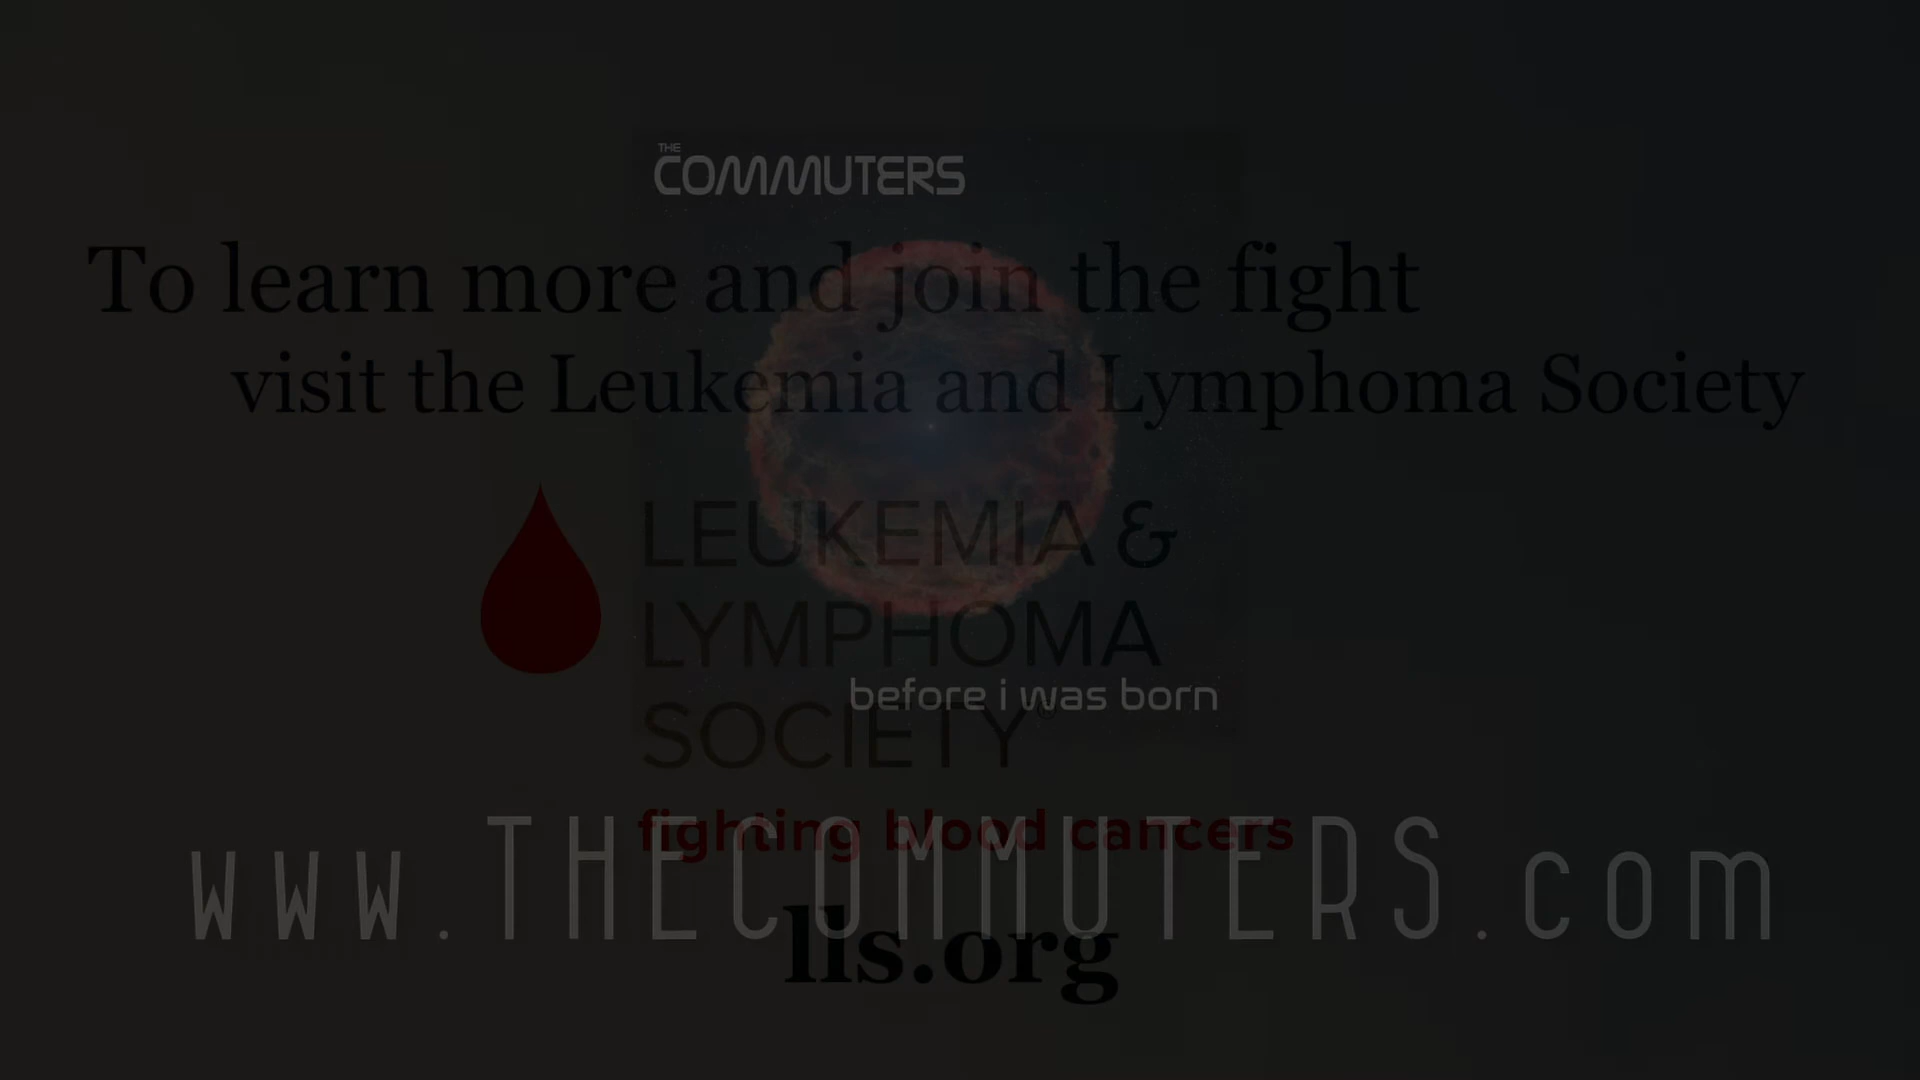 THE
COMMUTERS
To learn more and join the fight
visit the Leukemia and Lymphoma Society
LEUKEMIA &
LYMPHOMA
before i was born
SOCIETY®
fighting blood cancers
www.THECOMMUTERS.com
lls.org